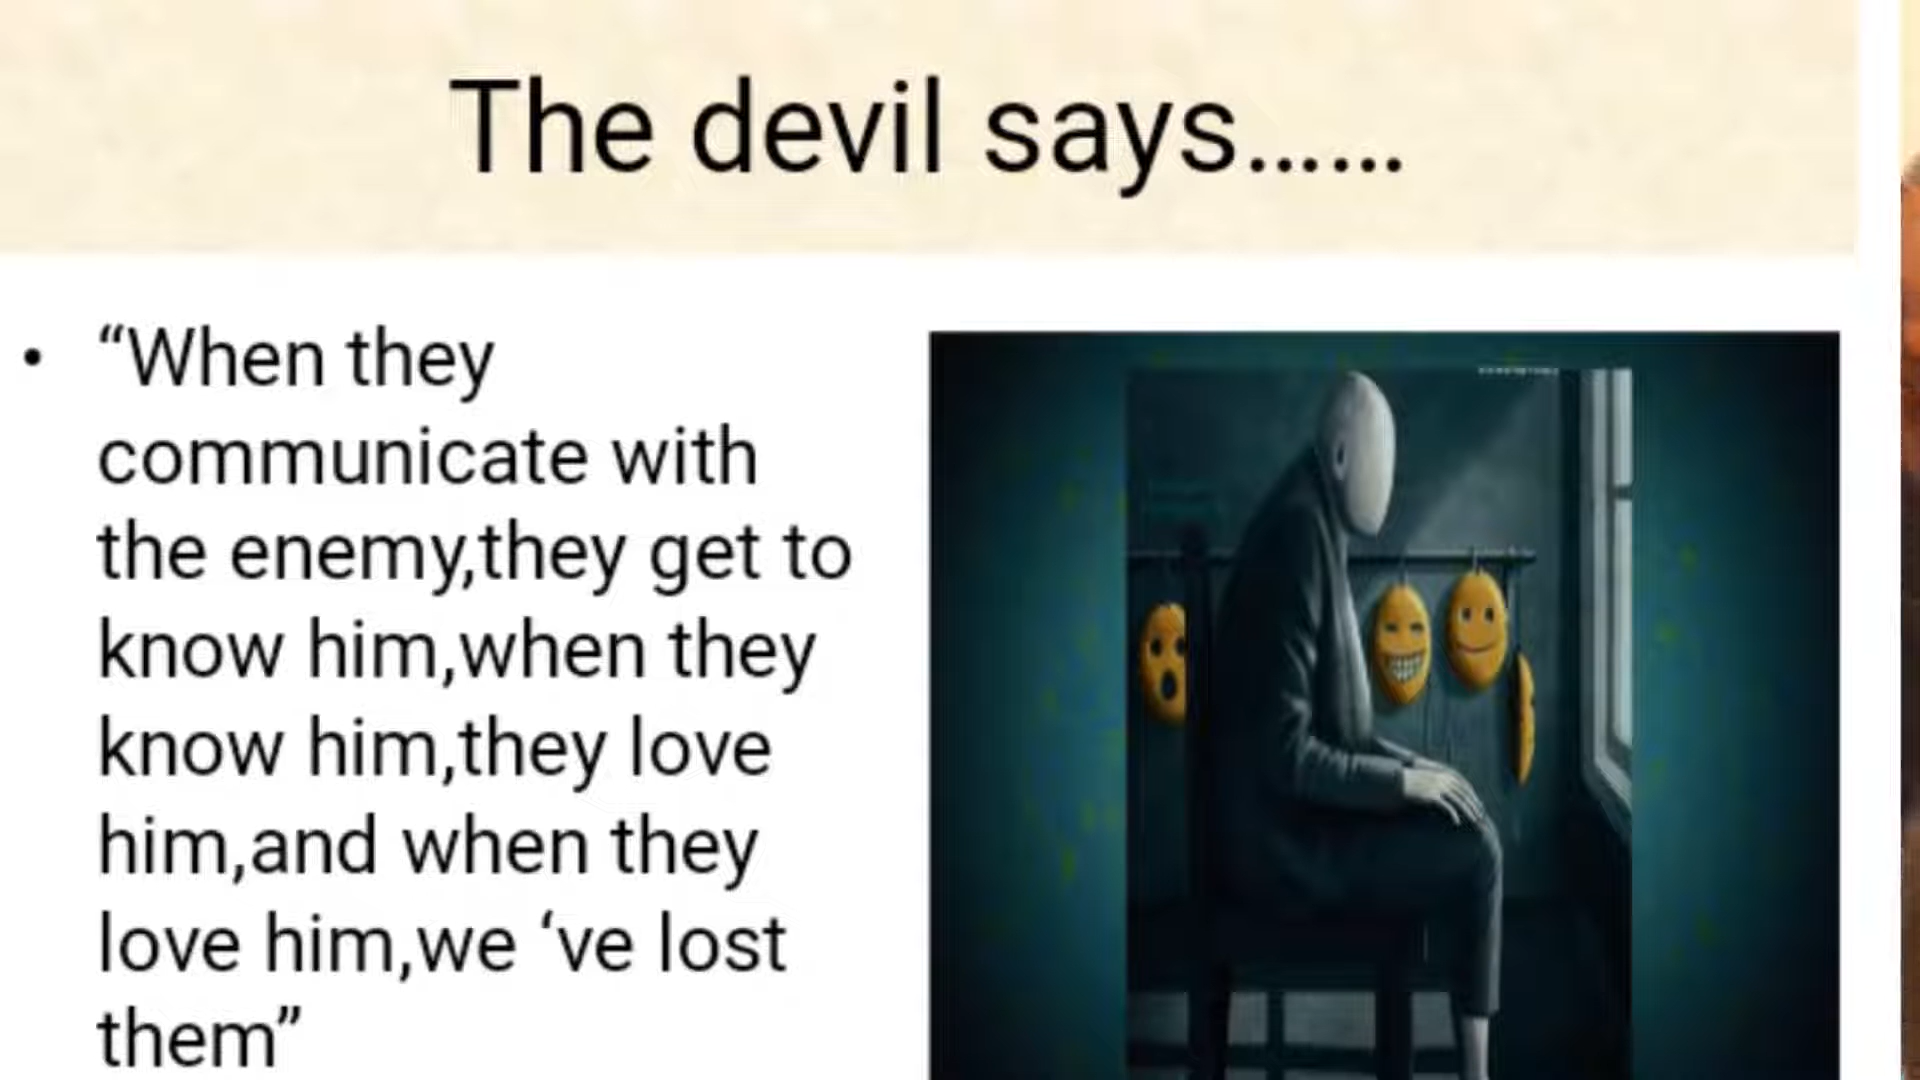 The devil says......
• “When they
communicate with
the enemy,they get to
know him,when they
know him,they love
him,and when they
love him,we ‘ve lost
them”